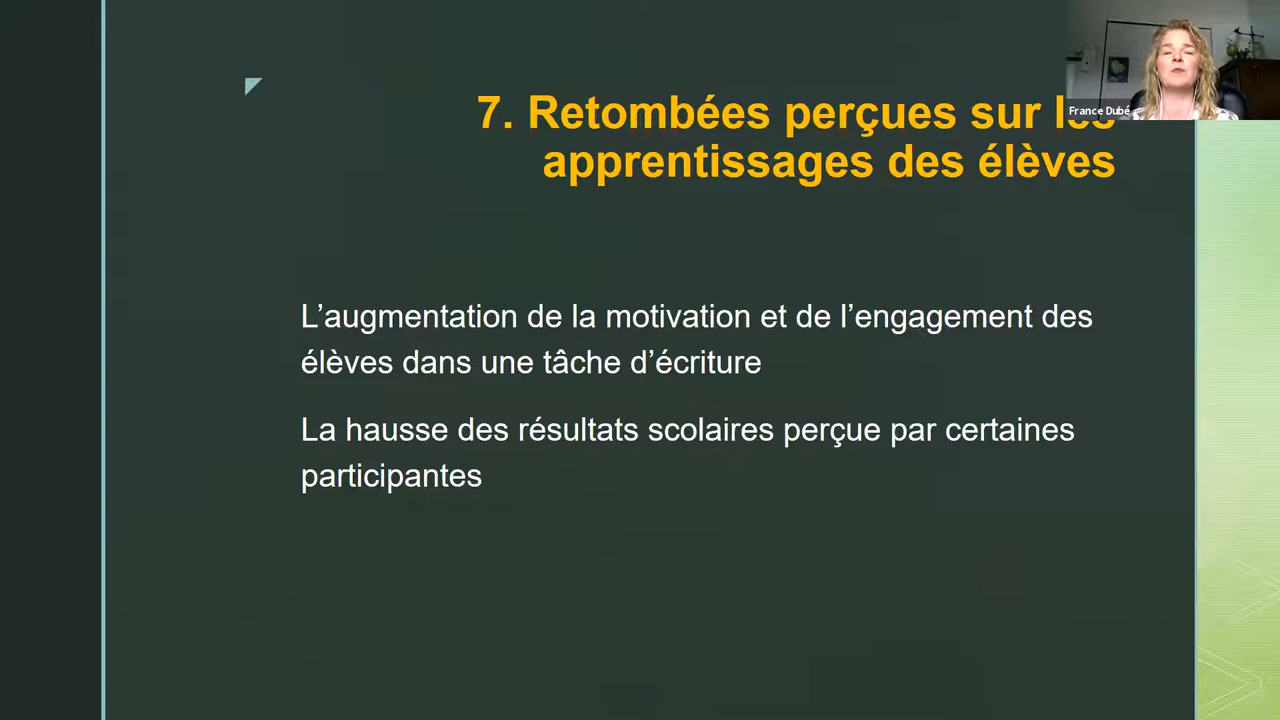 7. Retombées perçues sur les
apprentissages des élèves
France Dubé
L’augmentation de la motivation et de l’engagement des
élèves dans une tâche d’écriture
La hausse des résultats scolaires perçue par certaines
participantes